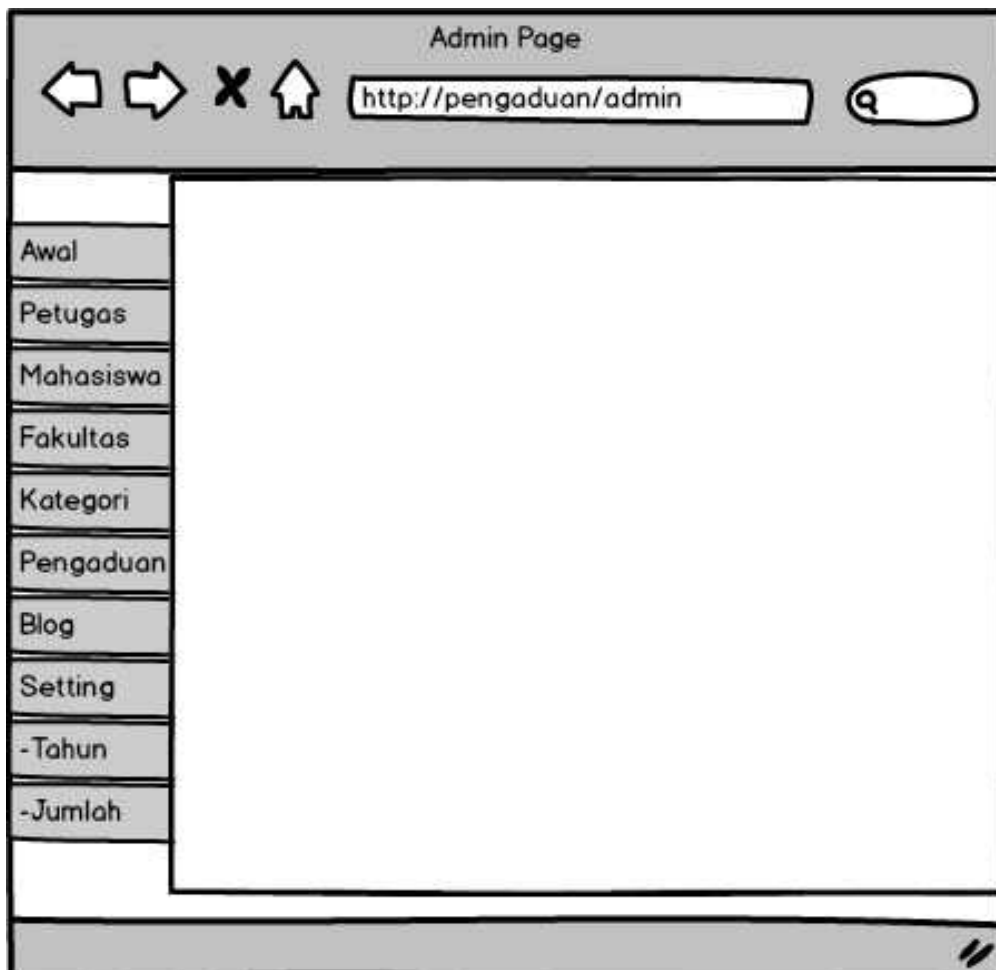 Admin Page
http://pengaduan/admin
Awal
Petugas
Mahasiswa
Fakultas
Kategori
Pengaduan
Blog
Setting
-Tahun
-Jumlah